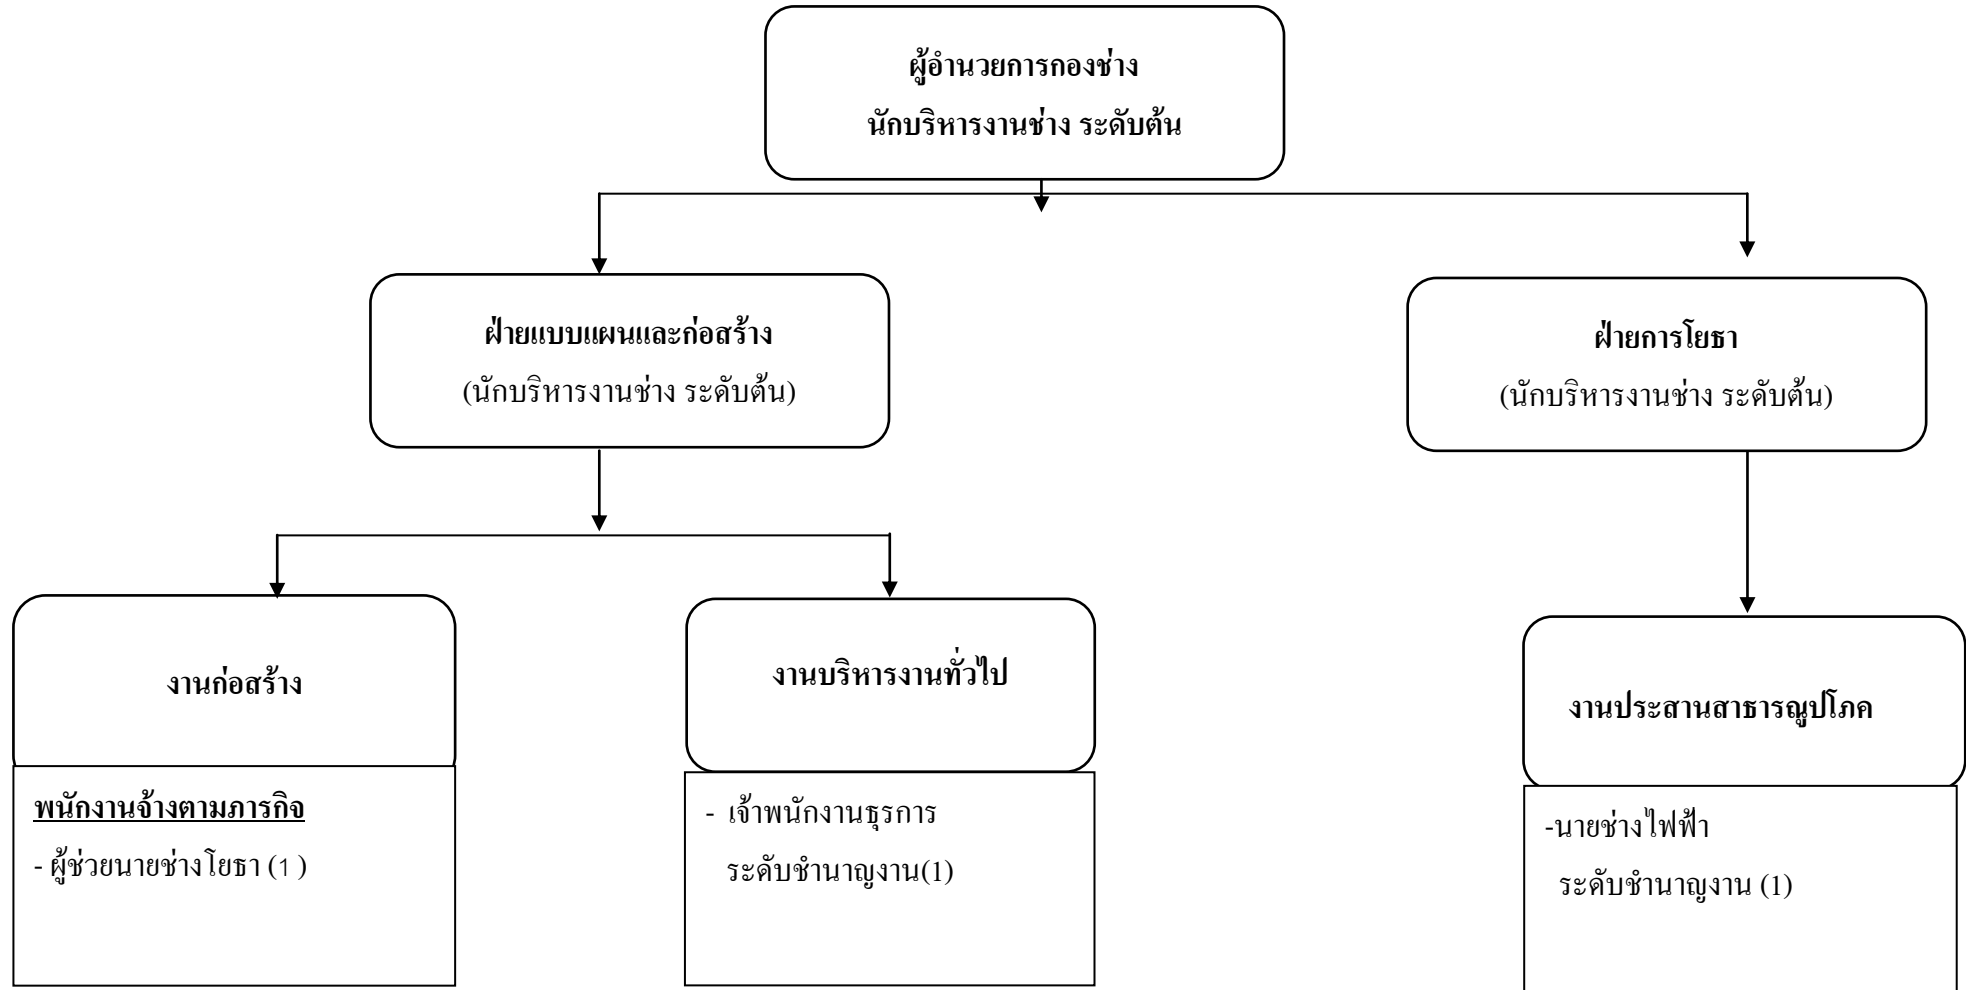 ผู้อำนวยการกองช่าง
นักบริหารงานช่าง ระดับต้น
ฝ่ายแบบแผนและก่อสร้าง
(นักบริหารงานช่าง ระดับต้น)
ฝ่ายการโยธา
(นักบริหารงานช่าง ระดับต้น)
งานก่อสร้าง
พนักงานจ้างตามภารกิจ
- ผู้ช่วยนายช่างโยธา (1 )
งานบริหารงานทั่วไป
- เจ้าพนักงานธุรการ
ระดับชำนาญงาน(1)
งานประสานสาธารณูปโภค
-นายช่างไฟฟ้า
ระดับชำนาญงาน (1)